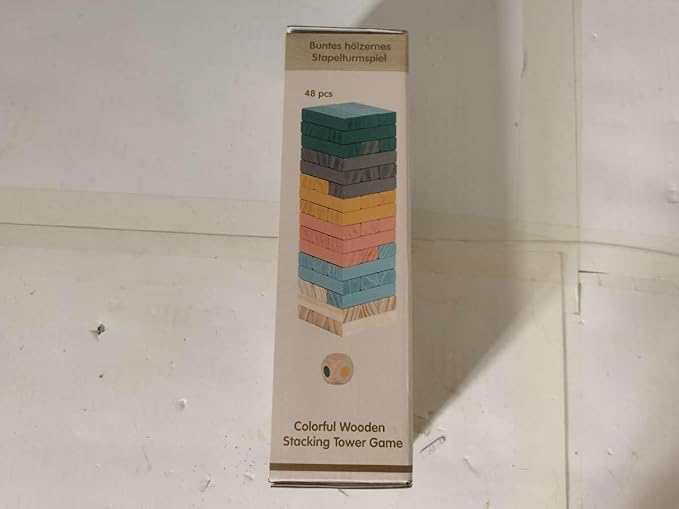 Buntes hölzernes
Stapelturmspiel
48 pcs
Colorful Wooden
Stacking Tower Game